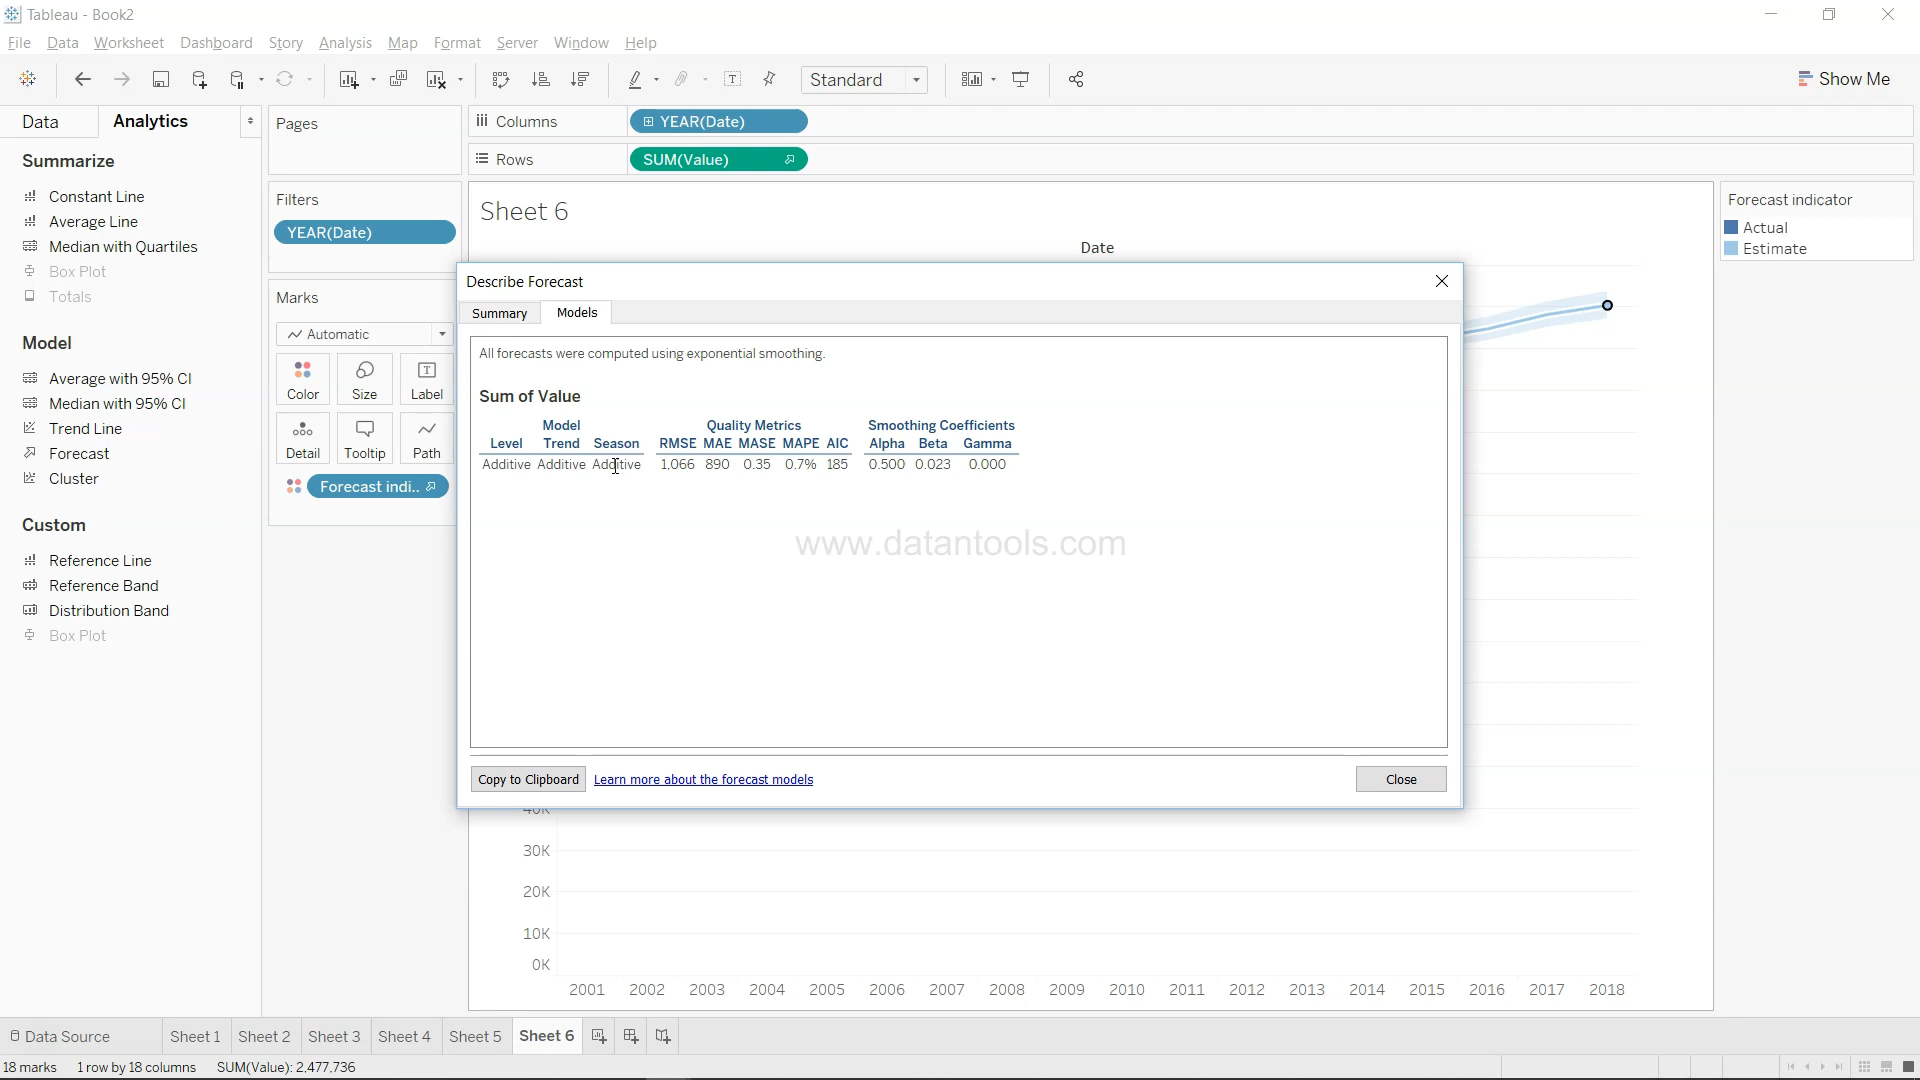 Tableau - Book2
File Data Worksheet Dashboard Story Analysis Map Format Server Window Help
Standard
Show Me
Data Analytics
Summarize
Constant Line
Average Line
Median with Quartiles
Box Plot
Totals
Model
Average with 95% CI
Median with 95% CI
Trend Line
Forecast
Cluster
Custom
Reference Line
Reference Band
Distribution Band
Box Plot
Pages
Filters
YEAR(Date)
Marks
Automatic
Color Size Label
Detail Tooltip Path
Forecast indi..
Columns YEAR(Date)
Rows SUM(Value)
Sheet 6
Date
Forecast indicator
Actual
Estimate
Describe Forecast
Summary Models
All forecasts were computed using exponential smoothing.
Sum of Value
Model Quality Metrics Smoothing Coefficients
Level Trend Season RMSE MAE MASE MAPE AIC Alpha Beta Gamma
Additive Additive Additive 1,066 890 0.35 0.7% 185 0.500 0.023 0.000
www.datantools.com
Copy to Clipboard Learn more about the forecast models Close
40K
30K
20K
10K
0K
2001 2002 2003 2004 2005 2006 2007 2008 2009 2010 2011 2012 2013 2014 2015 2016 2017 2018
Data Source Sheet 1 Sheet 2 Sheet 3 Sheet 4 Sheet 5 Sheet 6
18 marks 1 row by 18 columns SUM(Value): 2,477,736